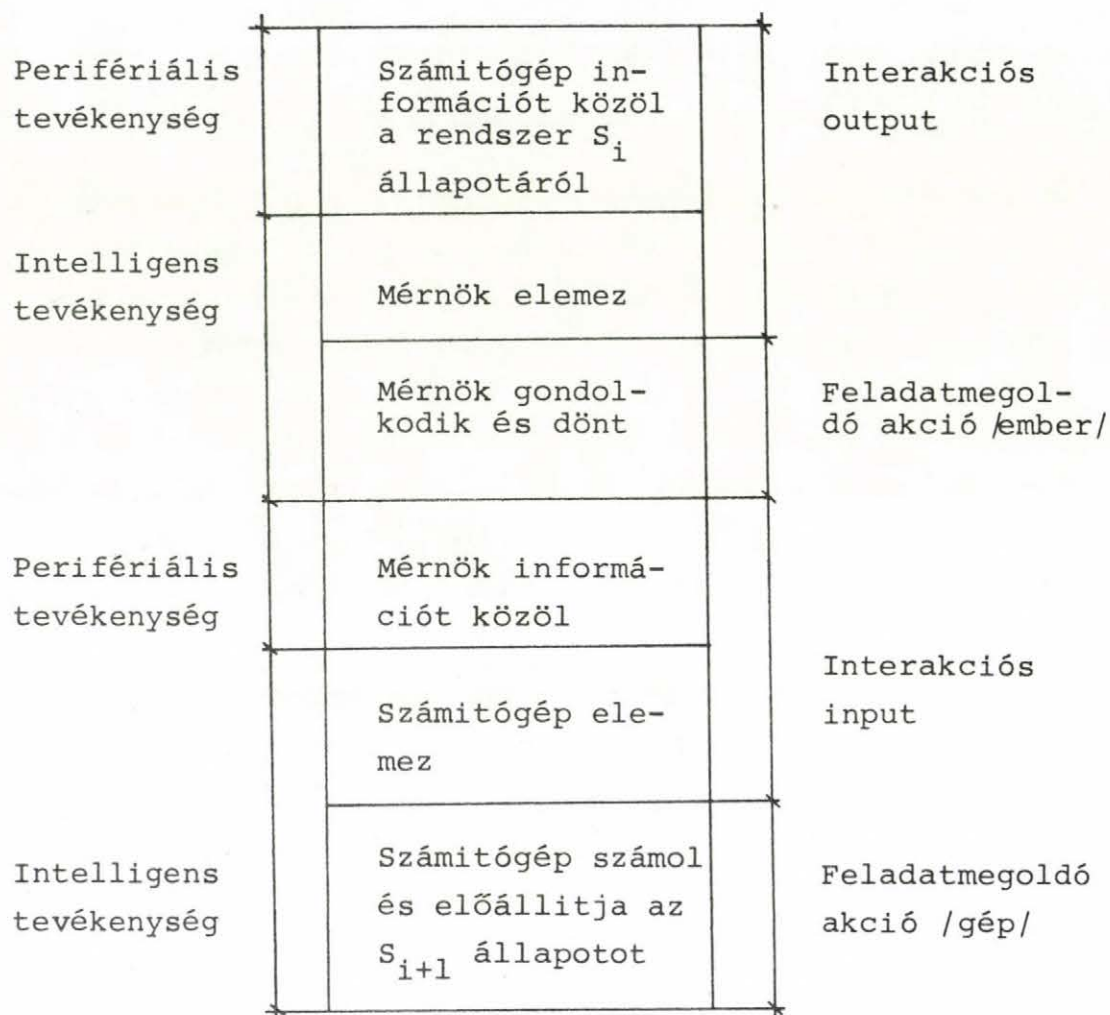 Perifériális
tevékenység
Számitógép in-
formációt közöl
a rendszer S_i
állapotáról
Interakciós
output
Intelligens
tevékenység
Mérnök elemez
Mérnök gondol-
kodik és dönt
Feladatmegol-
dó akció /ember/
Perifériális
tevékenység
Mérnök informá-
ciót közöl
Számitógép ele-
mez
Interakciós
input
Intelligens
tevékenység
Számitógép számol
és előállitja az
S_{i+1} állapotot
Feladatmegoldó
akció /gép/